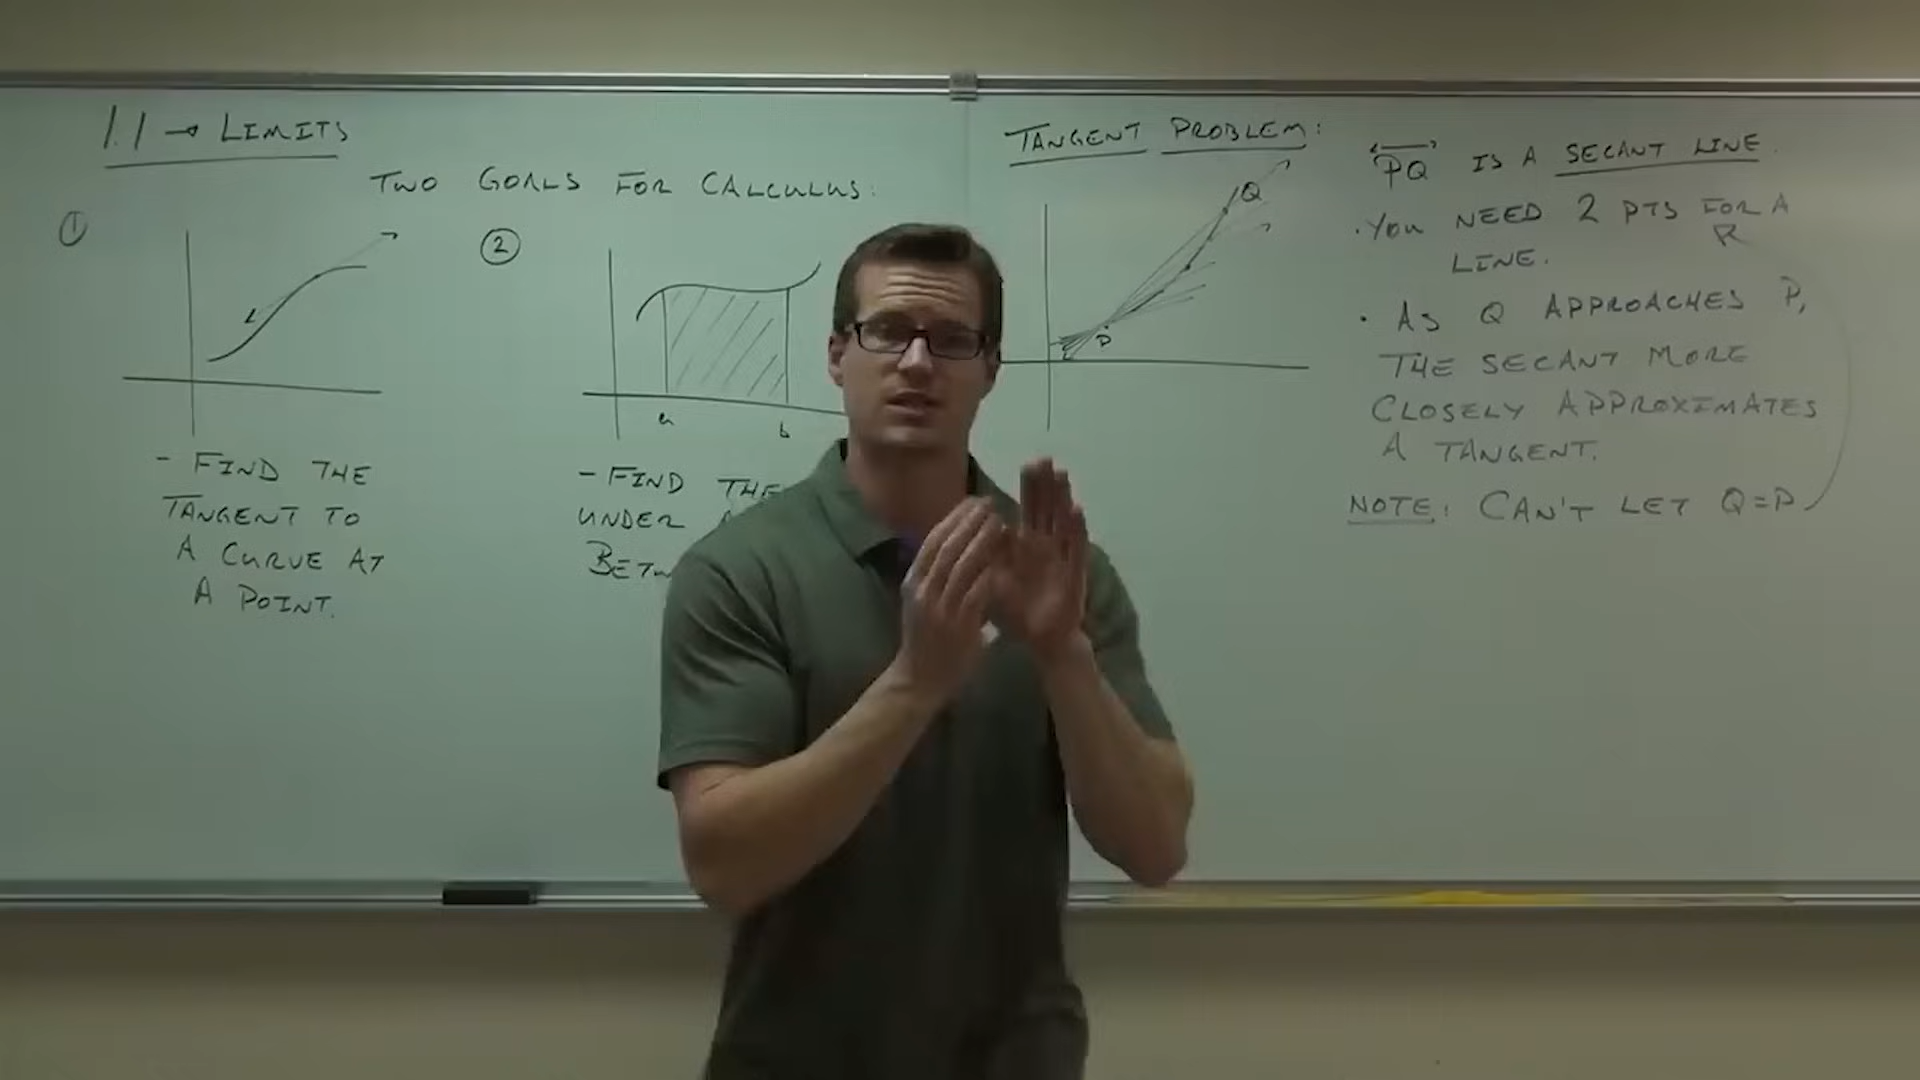 1.1 → LIMITS
TWO GOALS FOR CALCULUS:
①
- FIND THE
TANGENT TO
A CURVE AT
A POINT.
②
a b
- FIND THE
UNDER
TANGENT PROBLEM:
Q
P
PQ IS A SECANT LINE.
• YOU NEED 2 PTS FOR A
LINE.
• AS Q APPROACHES P,
THE SECANT MORE
CLOSELY APPROXIMATES
A TANGENT.
NOTE: CAN'T LET Q=P